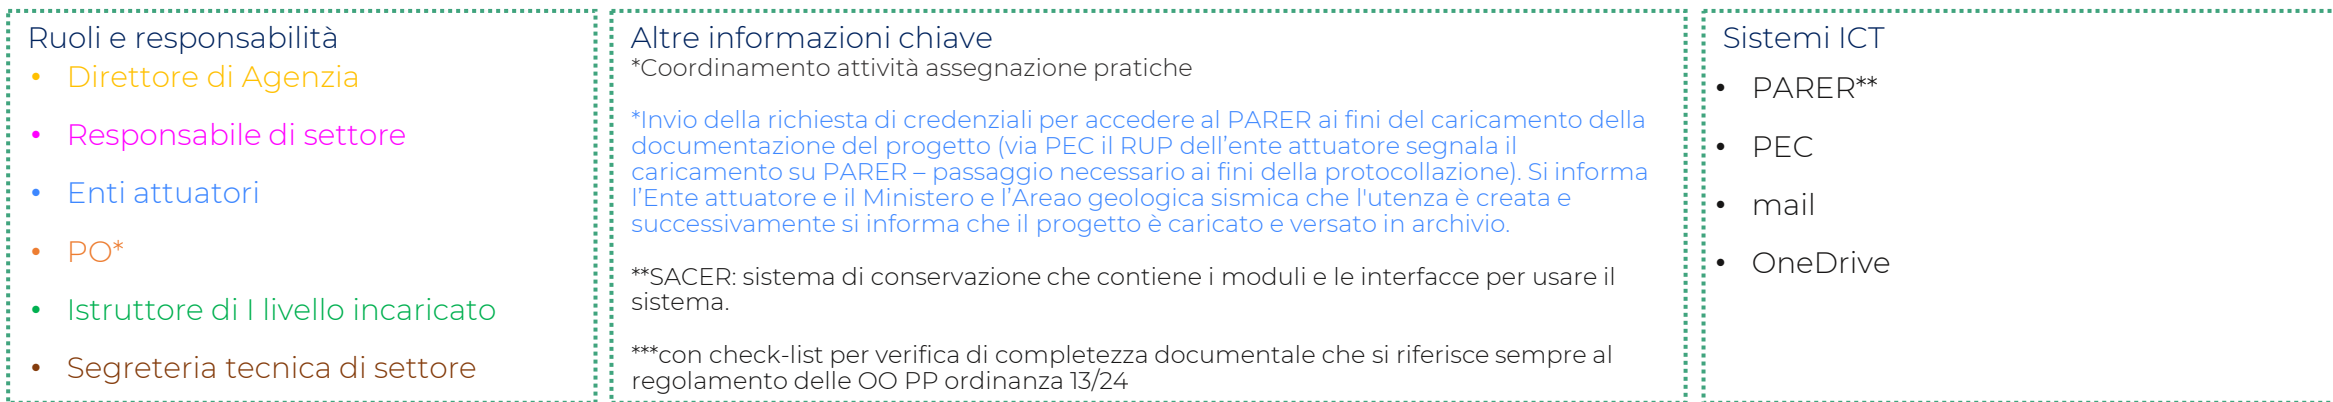 Ruoli e responsabilità
• Direttore di Agenzia
• Responsabile di settore
• Enti attuatori
• PO*
• Istruttore di I livello incaricato
• Segreteria tecnica di settore
Altre informazioni chiave
*Coordinamento attività assegnazione pratiche
*Invio della richiesta di credenziali per accedere al PARER ai fini del caricamento della
documentazione del progetto (via PEC il RUP dell’ente attuatore segnala il
caricamento su PARER – passaggio necessario ai fini della protocollazione). Si informa
l’Ente attuatore e il Ministero e l’Areao geologica sismica che l'utenza è creata e
successivamente si informa che il progetto è caricato e versato in archivio.
**SACER: sistema di conservazione che contiene i moduli e le interfacce per usare il
sistema.
***con check-list per verifica di completezza documentale che si riferisce sempre al
regolamento delle OO PP ordinanza 13/24
Sistemi ICT
• PARER**
• PEC
• mail
• OneDrive